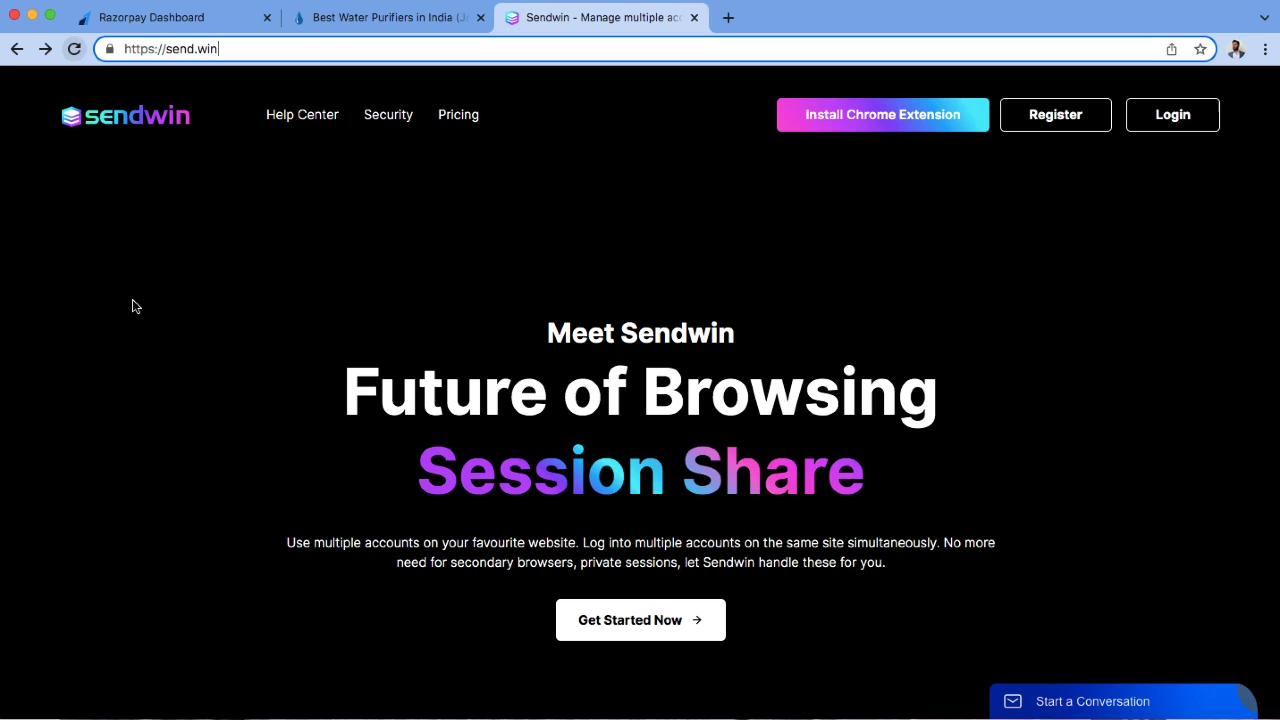 Razorpay Dashboard
Best Water Purifiers in India (J
Sendwin - Manage multiple acc
https://send.win
sendwin
Help Center
Security
Pricing
Install Chrome Extension
Register
Login
Meet Sendwin
Future of Browsing
Session Share
Use multiple accounts on your favourite website. Log into multiple accounts on the same site simultaneously. No more
need for secondary browsers, private sessions, let Sendwin handle these for you.
Get Started Now
Start a Conversation